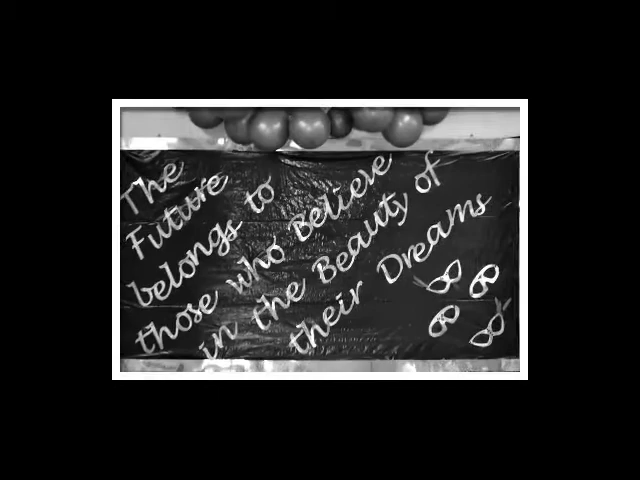 The
Future
belongs to
those who Believe
in the Beauty of
their Dreams